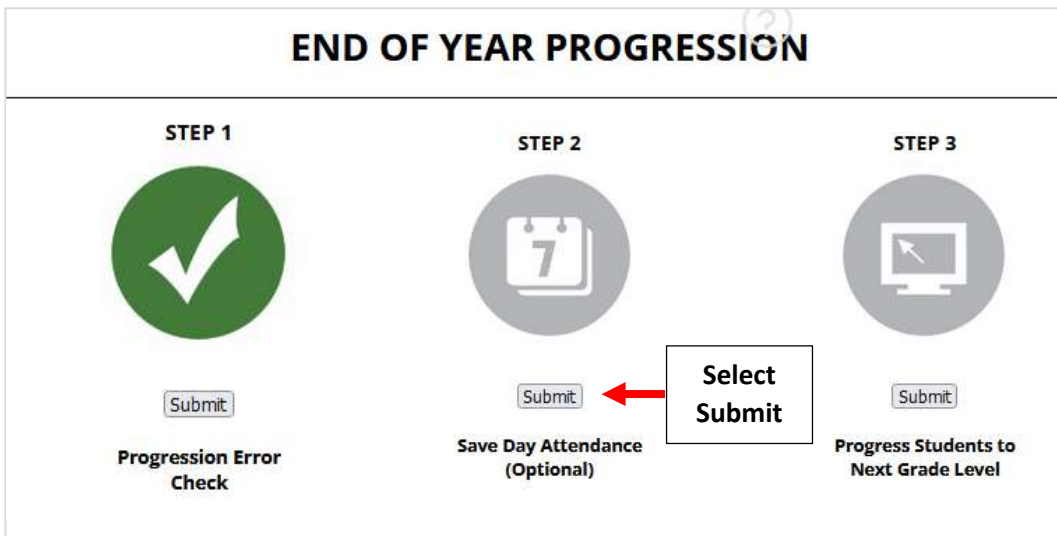 END OF YEAR PROGRESSION
STEP 1
STEP 2
STEP 3
7
Submit
Submit
Select
Submit
Submit
Progression Error
Check
Save Day Attendance
(Optional)
Progress Students to
Next Grade Level